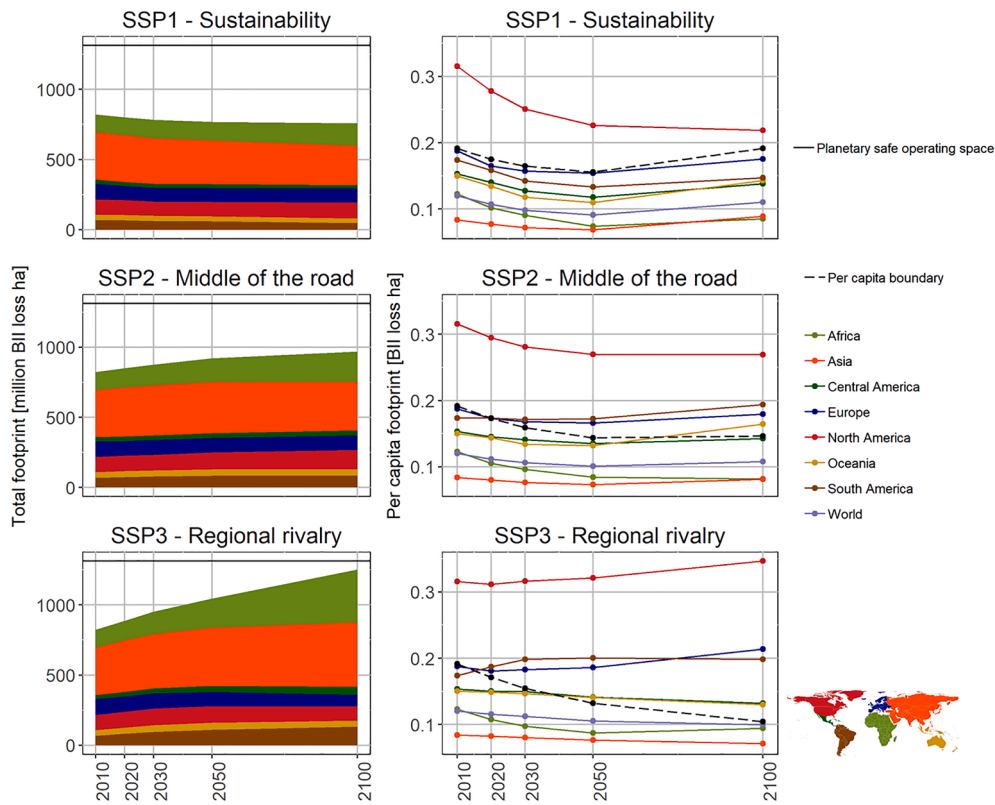 SSP1 - Sustainability
SSP1 - Sustainability
1000
500
0
0.3
0.2
0.1
Planetary safe operating space
SSP2 - Middle of the road
SSP2 - Middle of the road
Total footprint [million BII loss ha]
1000
500
0
Per capita footprint [BII loss ha]
0.3
0.2
0.1
Per capita boundary
Africa
Asia
Central America
Europe
North America
Oceania
South America
World
SSP3 - Regional rivalry
SSP3 - Regional rivalry
1000
500
0
0.3
0.2
0.1
2010
2020
2030
2050
2100
2010
2020
2030
2050
2100